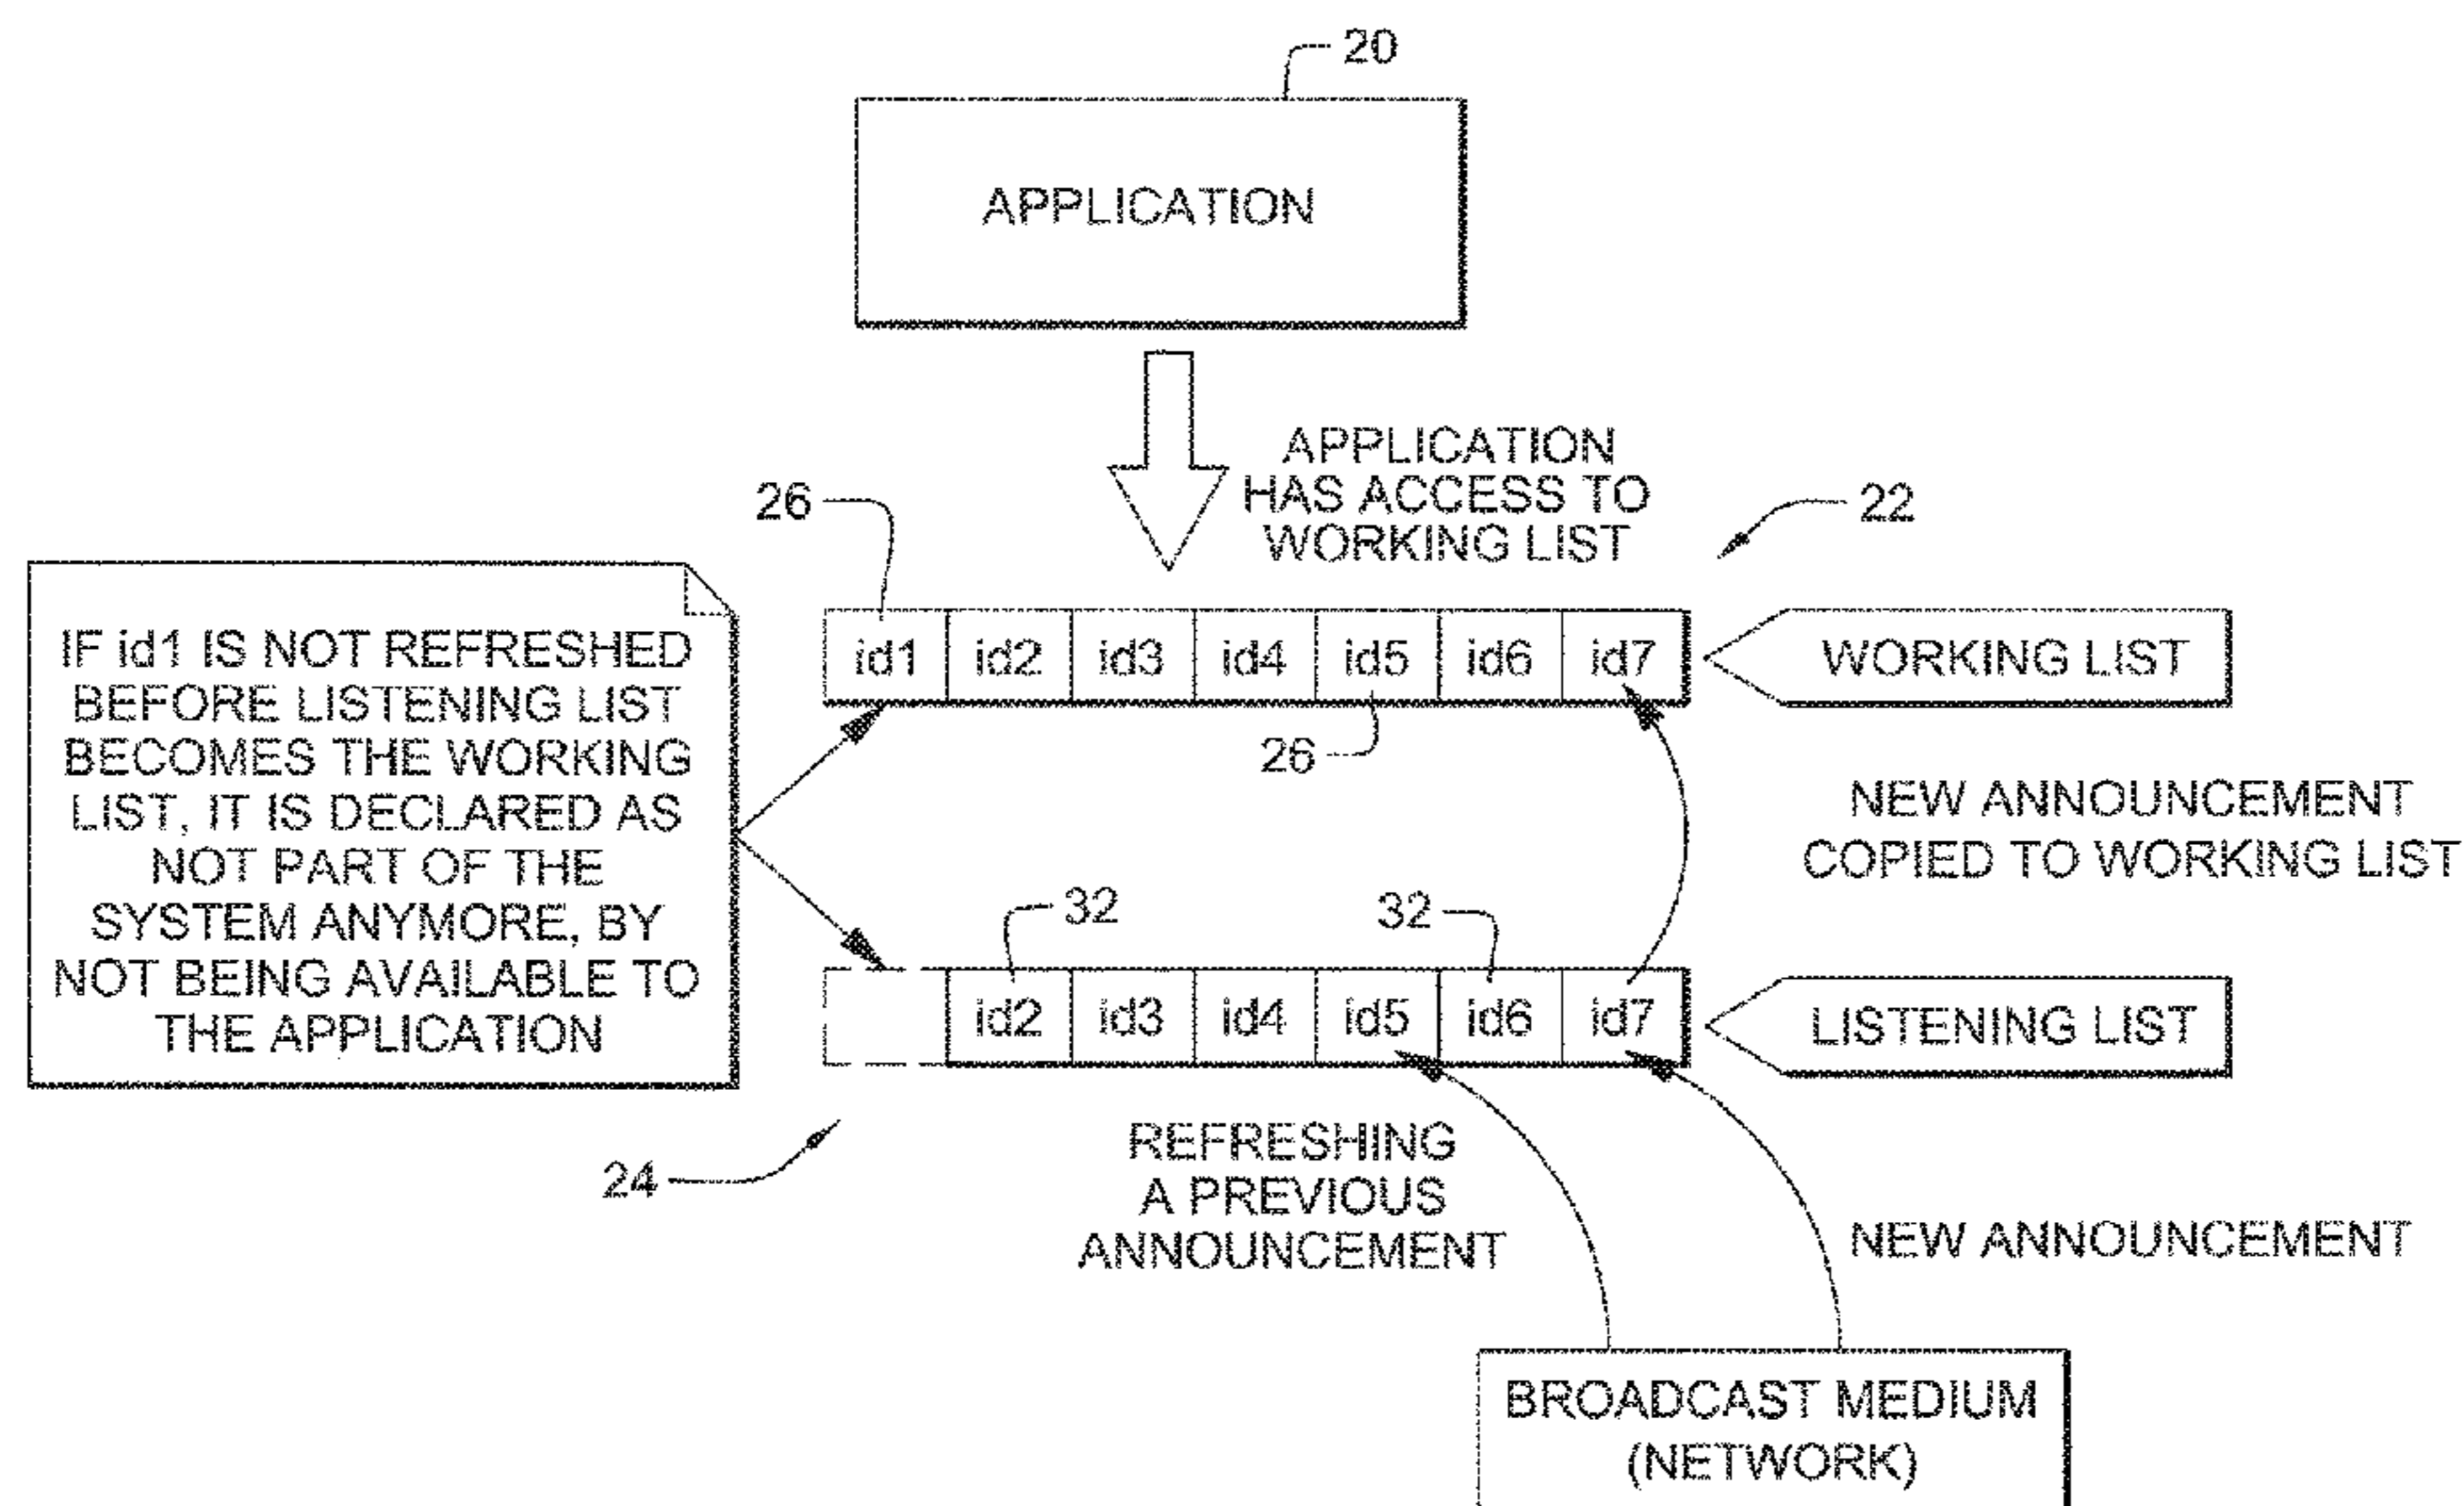 20
APPLICATION
APPLICATION
HAS ACCESS TO
WORKING LIST
26
22
IF id1 IS NOT REFRESHED
BEFORE LISTENING LIST
BECOMES THE WORKING
LIST, IT IS DECLARED AS
NOT PART OF THE
SYSTEM ANYMORE, BY
NOT BEING AVAILABLE TO
THE APPLICATION
id1 id2 id3 id4 id5 id6 id7
WORKING LIST
26
NEW ANNOUNCEMENT
COPIED TO WORKING LIST
32
32
id2 id3 id4 id5 id6 id7
LISTENING LIST
24
REFRESHING
A PREVIOUS
ANNOUNCEMENT
NEW ANNOUNCEMENT
BROADCAST MEDIUM
(NETWORK)